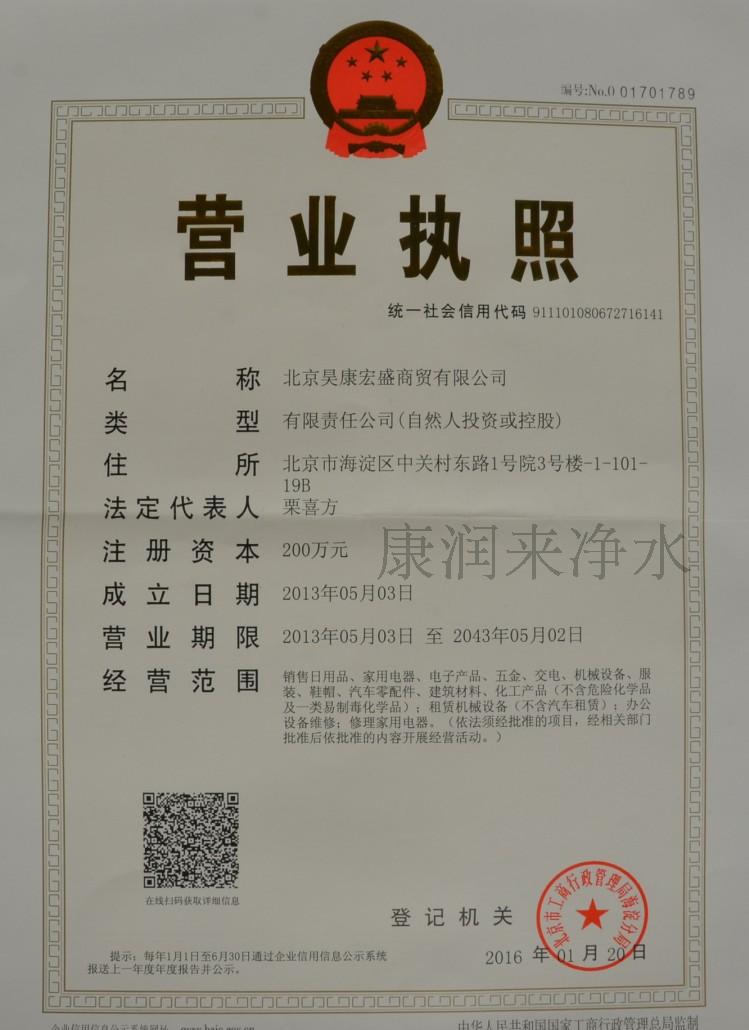 编号:No.0 01701789
营业执照
统一社会信用代码 911101080672716141
名称 北京昊康宏盛商贸有限公司
类型 有限责任公司(自然人投资或控股)
住所 北京市海淀区中关村东路1号院3号楼-1-101-
19B
法定代表人 栗喜方
注册资本 200万元
康润来净水
成立日期 2013年05月03日
营业期限 2013年05月03日 至 2043年05月02日
经营范围 销售日用品、家用电器、电子产品、五金、交电、机械设备、服
装、鞋帽、汽车零配件、建筑材料、化工产品（不含危险化学品
及一类易制毒化学品）；租赁机械设备（不含汽车租赁）；办公
设备维修；修理家用电器。（依法须经批准的项目，经相关部门
批准后依批准的内容开展经营活动。）
在线扫码获取详细信息
登记机关
北京市工商行政管理局海淀分局
2016 年 01 月 20 日
提示：每年1月1日至6月30日通过企业信用信息公示系统
报送上一年度年度报告并公示。
企业信用信息公示系统网址
中华人民共和国国家工商行政管理总局监制